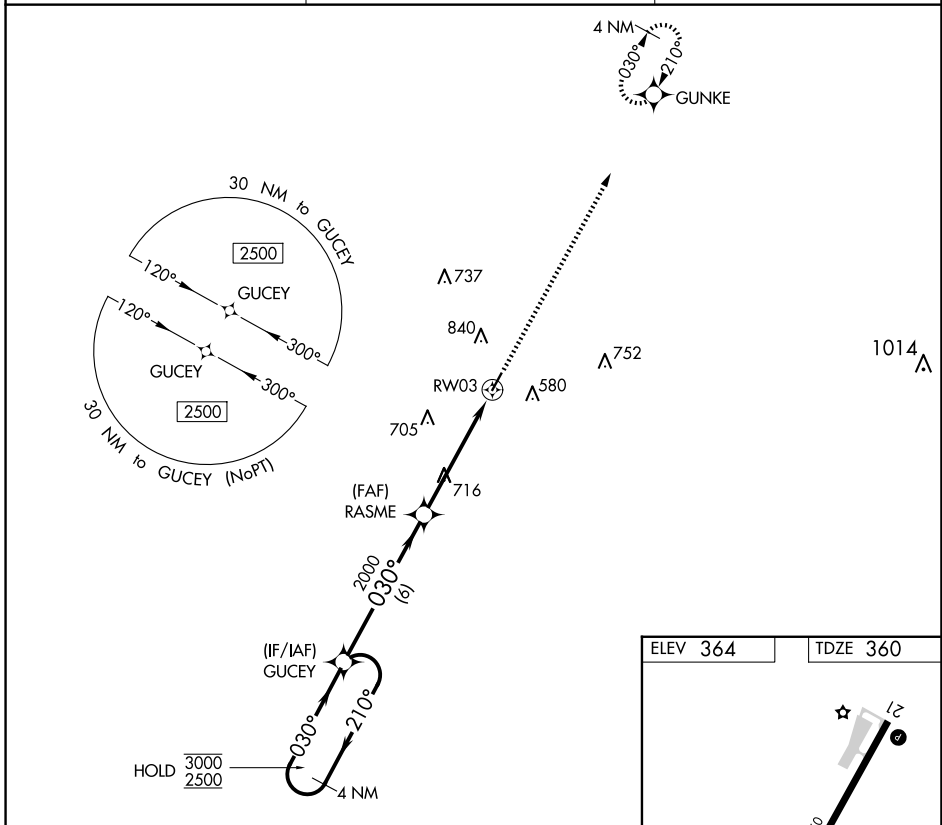 4 NM
030°
210°
GUNKE
30 NM to GUCEY
2500
120°
GUCEY
300°
120°
GUCEY
300°
2500
30 NM to GUCEY (NoPT)
737
840
752
1014
RW03
580
705
716
(FAF)
RASME
2000
030°
(6)
(IF/IAF)
GUCEY
030°
210°
HOLD 3000
2500
4 NM
ELEV 364
TDZE 360
21
P